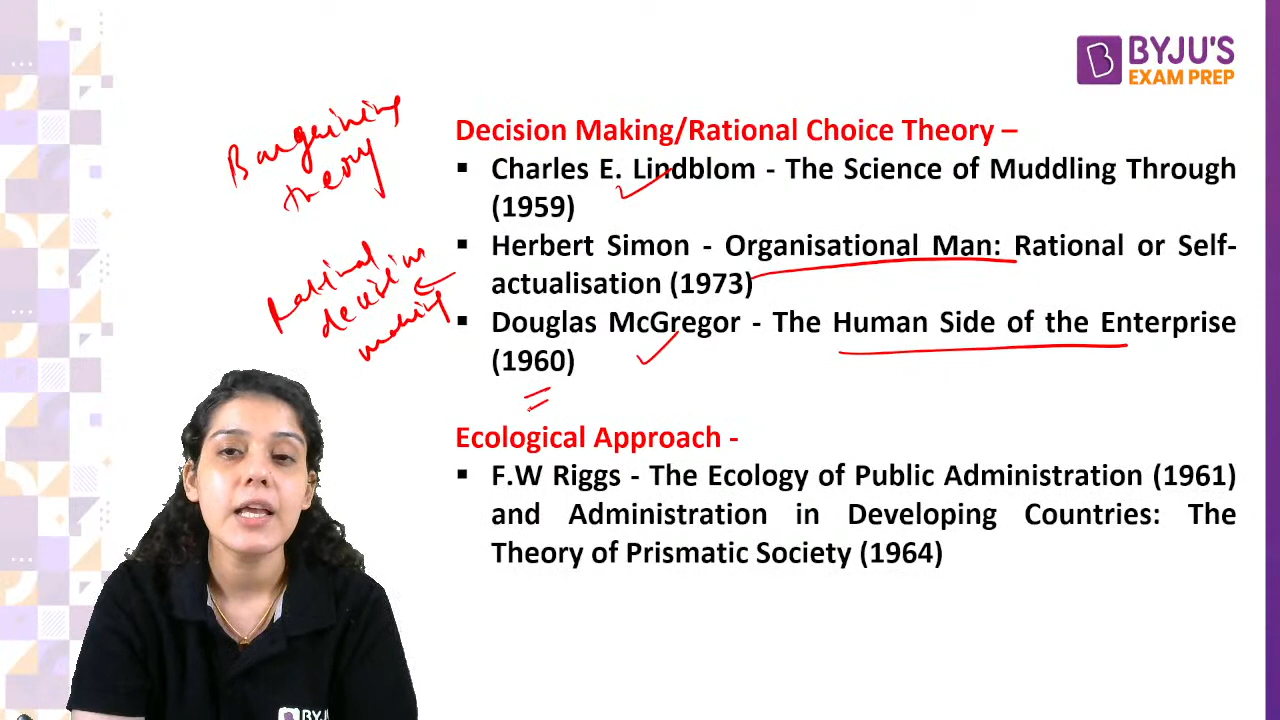 BYJU'S
EXAM PREP
Bargaining
theory
Decision Making/Rational Choice Theory –
▪ Charles E. Lindblom - The Science of Muddling Through
(1959)
▪ Herbert Simon - Organisational Man: Rational or Self-
actualisation (1973)
Rational
decision
making
▪ Douglas McGregor - The Human Side of the Enterprise
(1960)
Ecological Approach -
▪ F.W Riggs - The Ecology of Public Administration (1961)
and Administration in Developing Countries: The
Theory of Prismatic Society (1964)
BYJU